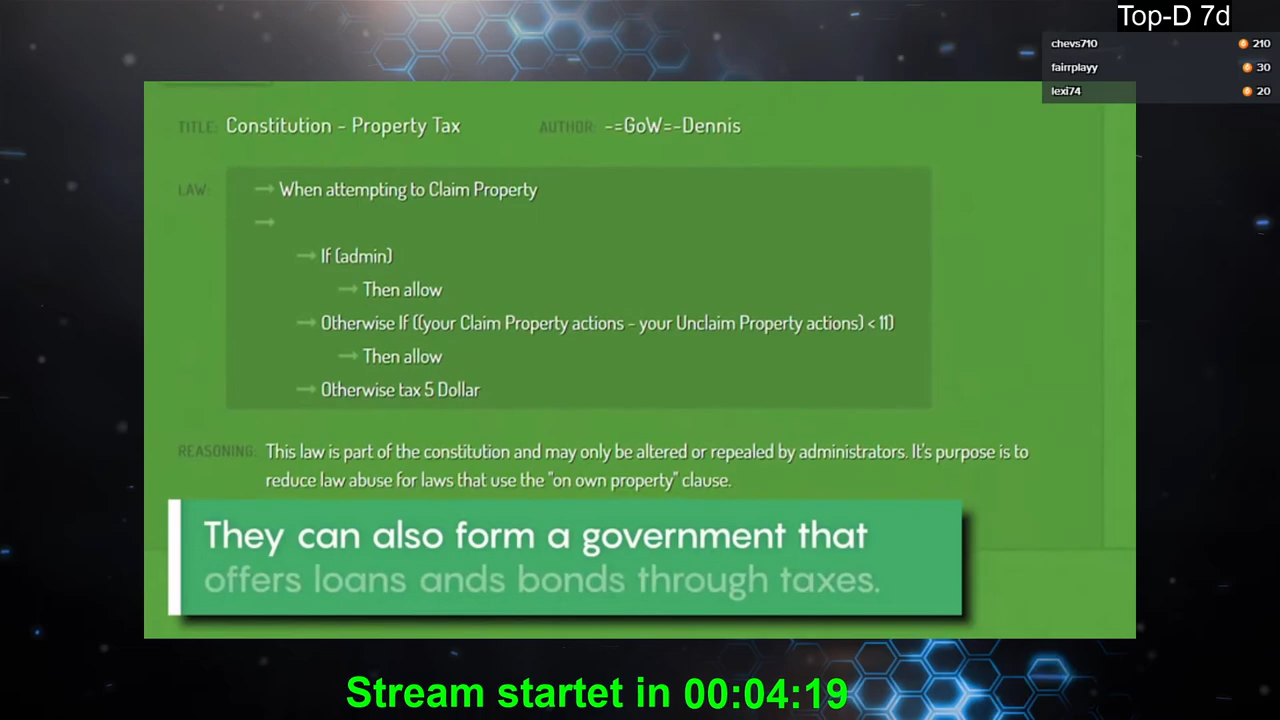 Top-D 7d
chevs710 210
fairrplayy 30
lexi74 20
TITLE: Constitution - Property Tax AUTHOR: -=GoW=-Dennis
LAW: → When attempting to Claim Property
→
→ If (admin)
→ Then allow
→ Otherwise If ((your Claim Property actions - your Unclaim Property actions) < 11)
→ Then allow
→ Otherwise tax 5 Dollar
REASONING: This law is part of the constitution and may only be altered or repealed by administrators. It's purpose is to
reduce law abuse for laws that use the "on own property" clause.
They can also form a government that
offers loans ands bonds through taxes.
Stream startet in 00:04:19